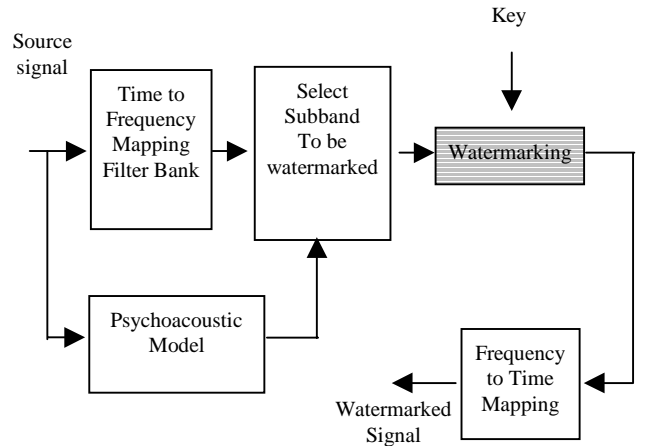 Key
Source
signal
Time to
Frequency
Mapping
Filter Bank
Select
Subband
To be
watermarked
Watermarking
Psychoacoustic
Model
Frequency
to Time
Mapping
Watermarked
Signal